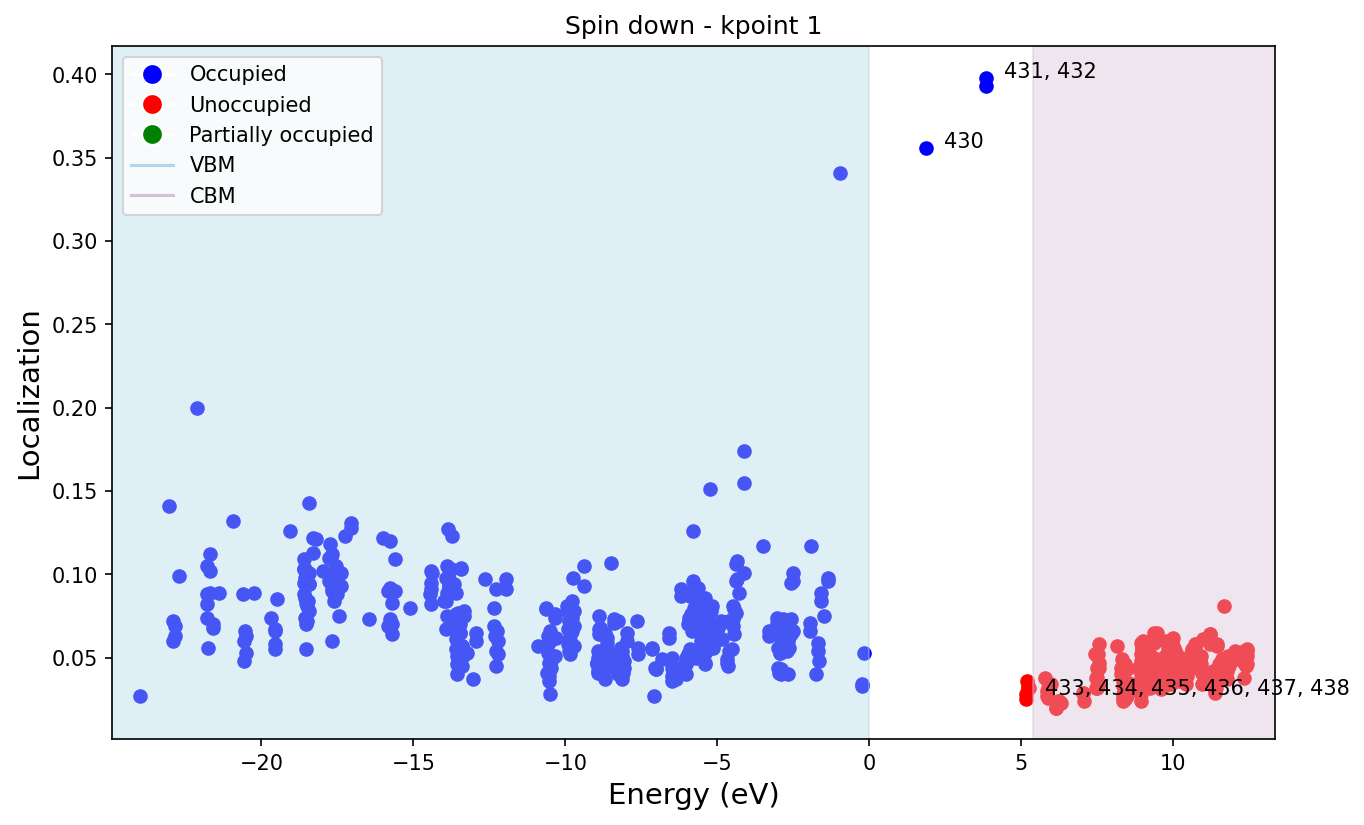 Spin down - kpoint 1
Localization
0.40
0.35
0.30
0.25
0.20
0.15
0.10
0.05
Occupied
Unoccupied
Partially occupied
VBM
CBM
431, 432
430
433, 434, 435, 436, 437, 438
−20
−15
−10
−5
0
5
10
Energy (eV)